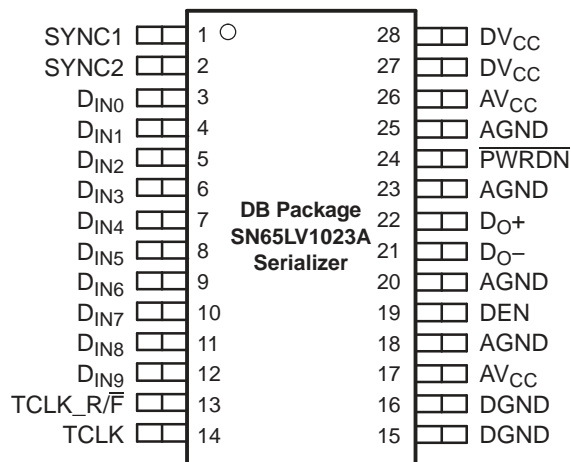 SYNC1 1 28 DVCC
SYNC2 2 27 DVCC
DIN0 3 26 AVCC
DIN1 4 25 AGND
DIN2 5 24 P̅W̅R̅D̅N̅
DIN3 6 23 AGND
DIN4 7 DB Package 22 DO+
DIN5 8 SN65LV1023A 21 DO−
DIN6 9 Serializer 20 AGND
DIN7 10 19 DEN
DIN8 11 18 AGND
DIN9 12 17 AVCC
TCLK_R/F̅ 13 16 DGND
TCLK 14 15 DGND